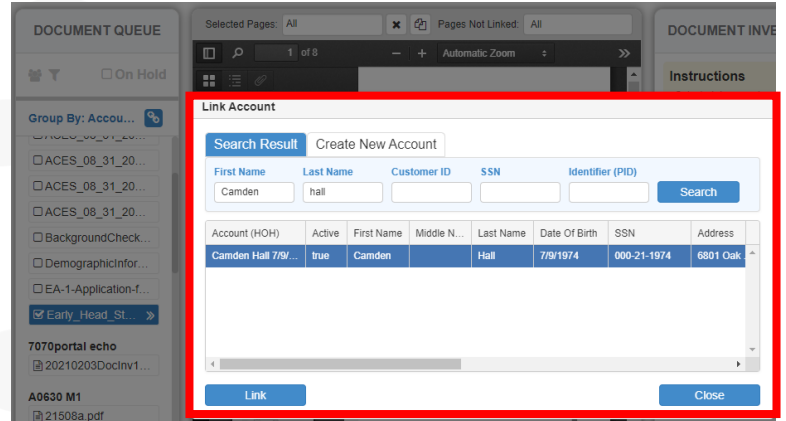 DOCUMENT QUEUE
On Hold
Group By: Accou...
ACES_08_31_20...
ACES_08_31_20...
ACES_08_31_20...
ACES_08_31_20...
BackgroundCheck...
DemographicInfor...
EA-1-Application-f...
Early_Head_St...
7070portal echo
20210203DocInv1...
A0630 M1
21508a.pdf
Selected Pages: All
Pages Not Linked: All
1 of 8
Automatic Zoom
DOCUMENT INVE
Instructions
Link Account
Search Result
Create New Account
First Name Last Name Customer ID SSN Identifier (PID)
Camden hall Search
Account (HOH) Active First Name Middle N... Last Name Date Of Birth SSN Address
Camden Hall 7/9/... true Camden Hall 7/9/1974 000-21-1974 6801 Oak
Link Close